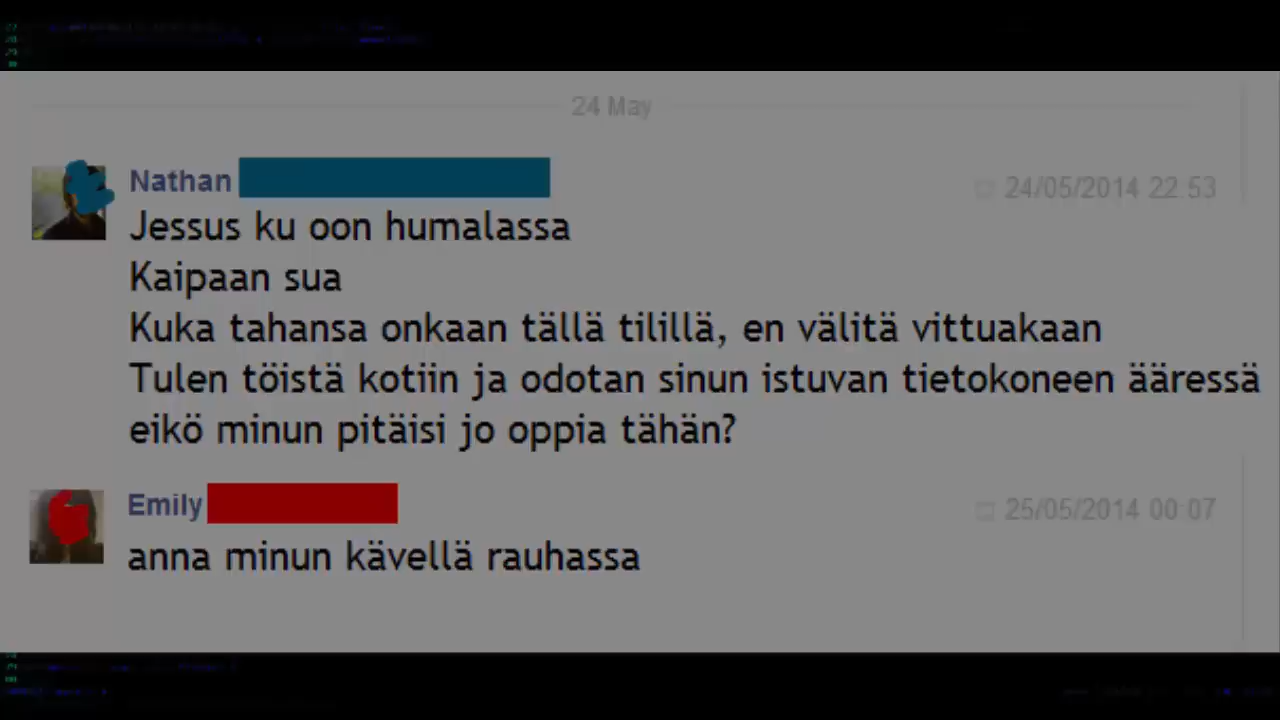 24 May
Nathan
24/05/2014 22:53
Jessus ku oon humalassa
Kaipaan sua
Kuka tahansa onkaan tällä tilillä, en välitä vittuakaan
Tulen töistä kotiin ja odotan sinun istuvan tietokoneen ääressä
eikö minun pitäisi jo oppia tähän?
Emily
25/05/2014 00:07
anna minun kävellä rauhassa